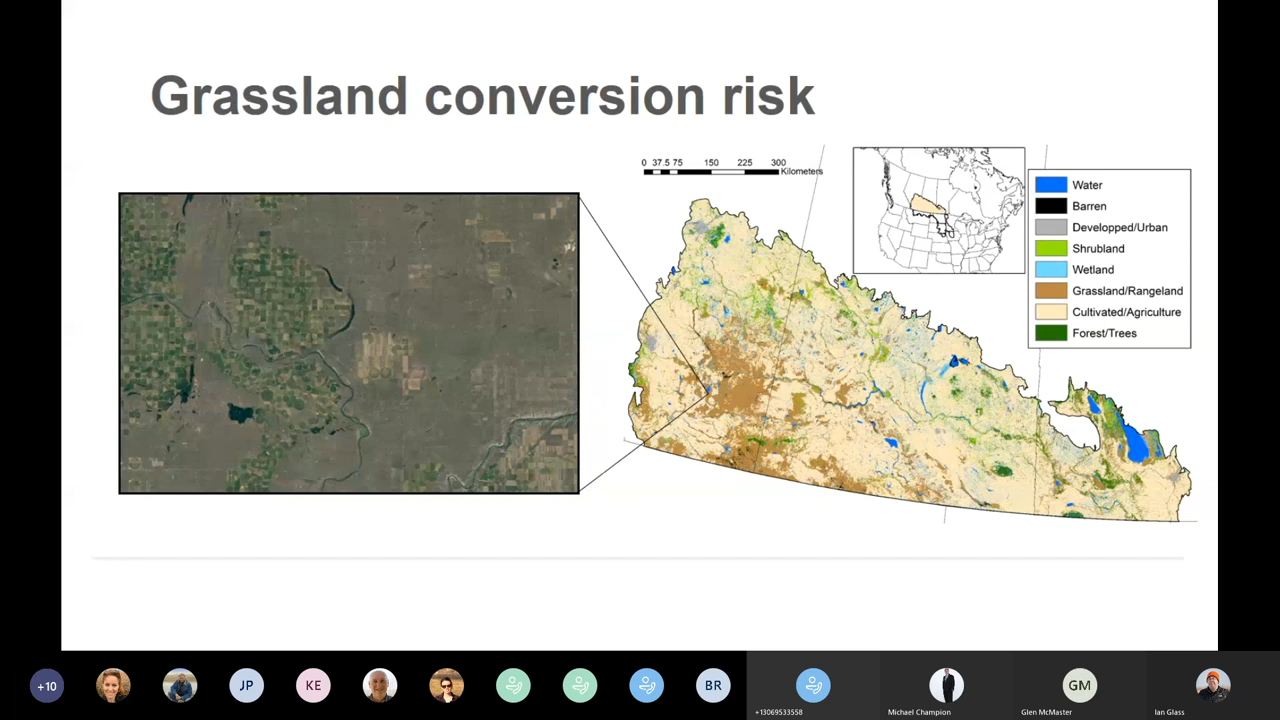 Grassland conversion risk
0 37.5 75 150 225 300
Kilometers
Water
Barren
Developped/Urban
Shrubland
Wetland
Grassland/Rangeland
Cultivated/Agriculture
Forest/Trees
+10
JP
KE
BR
GM
+13069533558
Michael Champion
Glen McMaster
Ian Glass